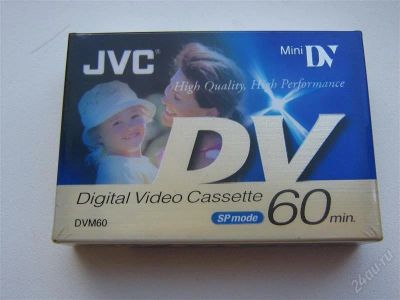 JVC
Mini DV
High Quality, High Performance
DV
Digital Video Cassette
SP mode
60 min.
DVM60
24au.ru